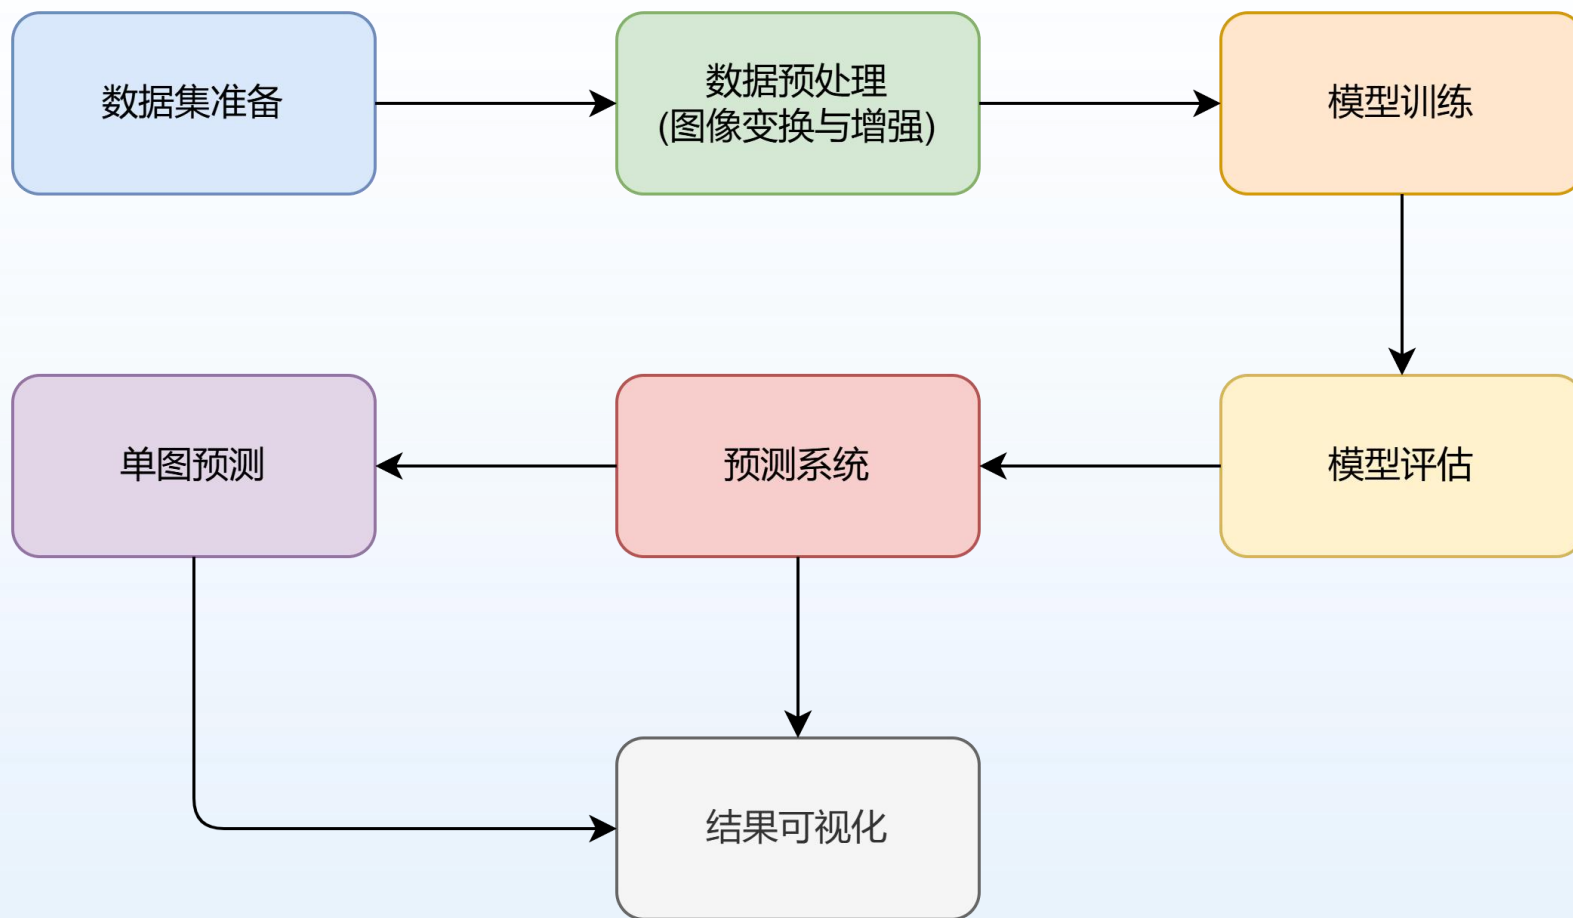 数据集准备
数据预处理
(图像变换与增强)
模型训练
单图预测
预测系统
模型评估
结果可视化